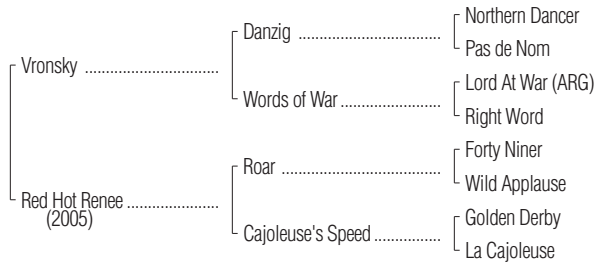 Northern Dancer
Danzig ..................................
Pas de Nom
Vronsky ................................
Lord At War (ARG)
Words of War ........................
Right Word
Forty Niner
Roar ......................................
Wild Applause
Red Hot Renee ......................
(2005)
Golden Derby
Cajoleuse's Speed ................
La Cajoleuse